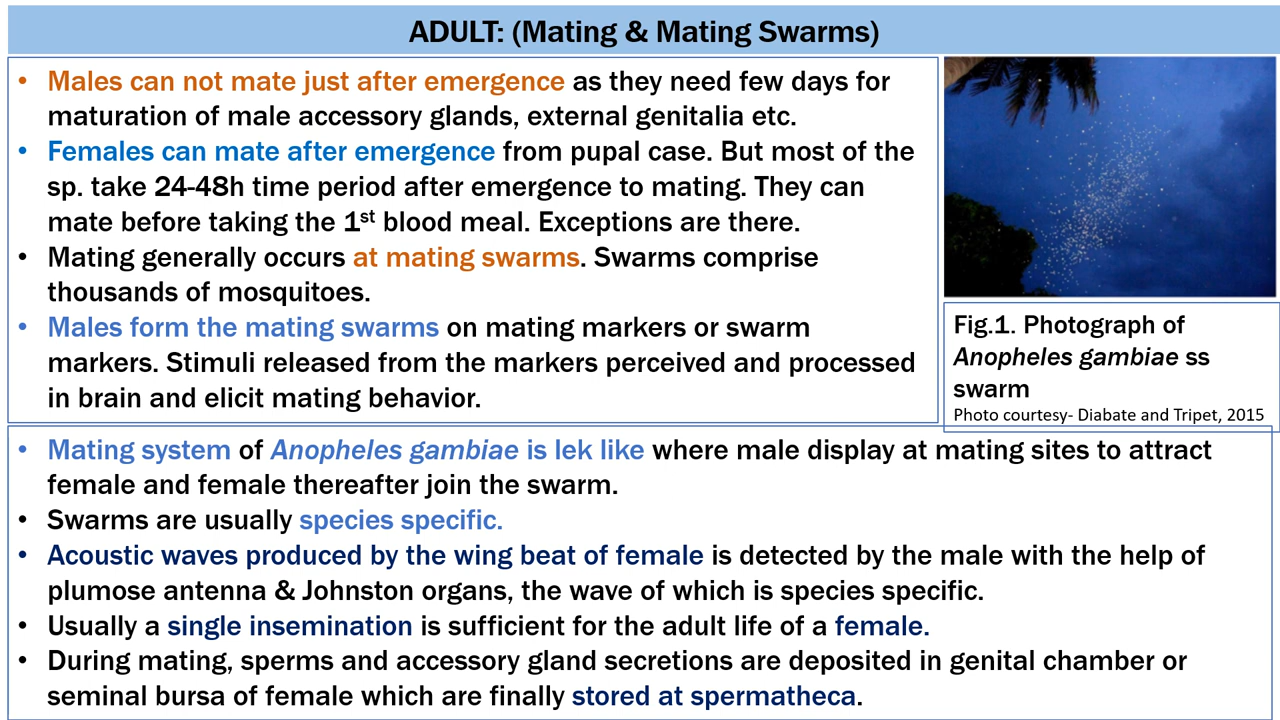 ADULT: (Mating & Mating Swarms)
• Males can not mate just after emergence as they need few days for
maturation of male accessory glands, external genitalia etc.
• Females can mate after emergence from pupal case. But most of the
sp. take 24-48h time period after emergence to mating. They can
mate before taking the 1st blood meal. Exceptions are there.
• Mating generally occurs at mating swarms. Swarms comprise
thousands of mosquitoes.
• Males form the mating swarms on mating markers or swarm
markers. Stimuli released from the markers perceived and processed
in brain and elicit mating behavior.
Fig.1. Photograph of
Anopheles gambiae ss
swarm
Photo courtesy- Diabate and Tripet, 2015
• Mating system of Anopheles gambiae is lek like where male display at mating sites to attract
female and female thereafter join the swarm.
• Swarms are usually species specific.
• Acoustic waves produced by the wing beat of female is detected by the male with the help of
plumose antenna & Johnston organs, the wave of which is species specific.
• Usually a single insemination is sufficient for the adult life of a female.
• During mating, sperms and accessory gland secretions are deposited in genital chamber or
seminal bursa of female which are finally stored at spermatheca.